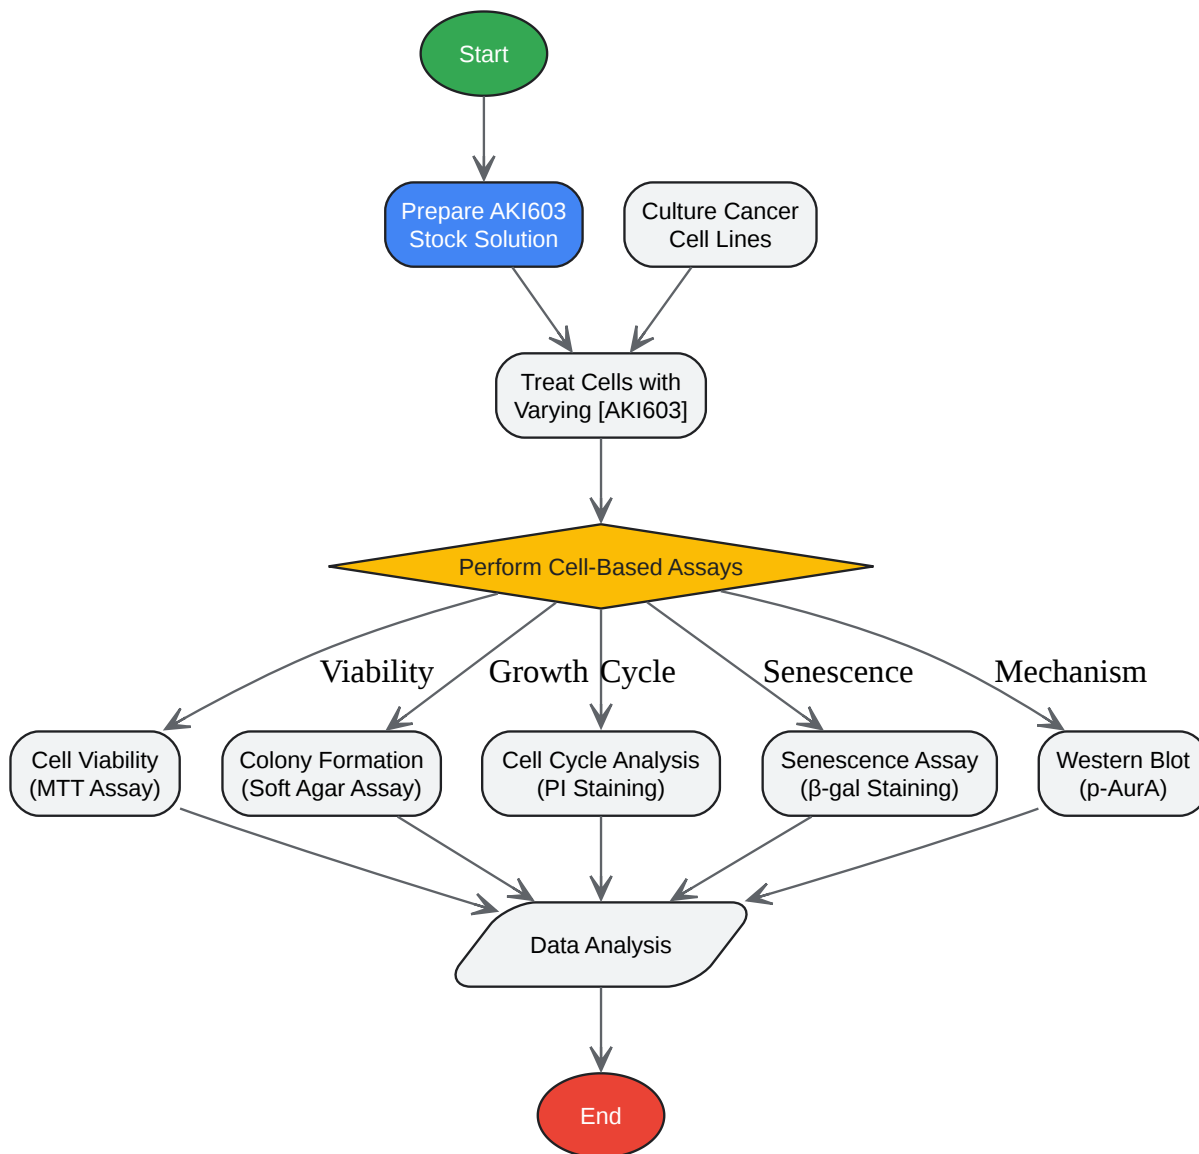 Start
Prepare AKI603
Stock Solution
Culture Cancer
Cell Lines
Treat Cells with
Varying [AKI603]
Perform Cell-Based Assays
Viability
Growth
Cycle
Senescence
Mechanism
Cell Viability
(MTT Assay)
Colony Formation
(Soft Agar Assay)
Cell Cycle Analysis
(PI Staining)
Senescence Assay
(β-gal Staining)
Western Blot
(p-AurA)
Data Analysis
End